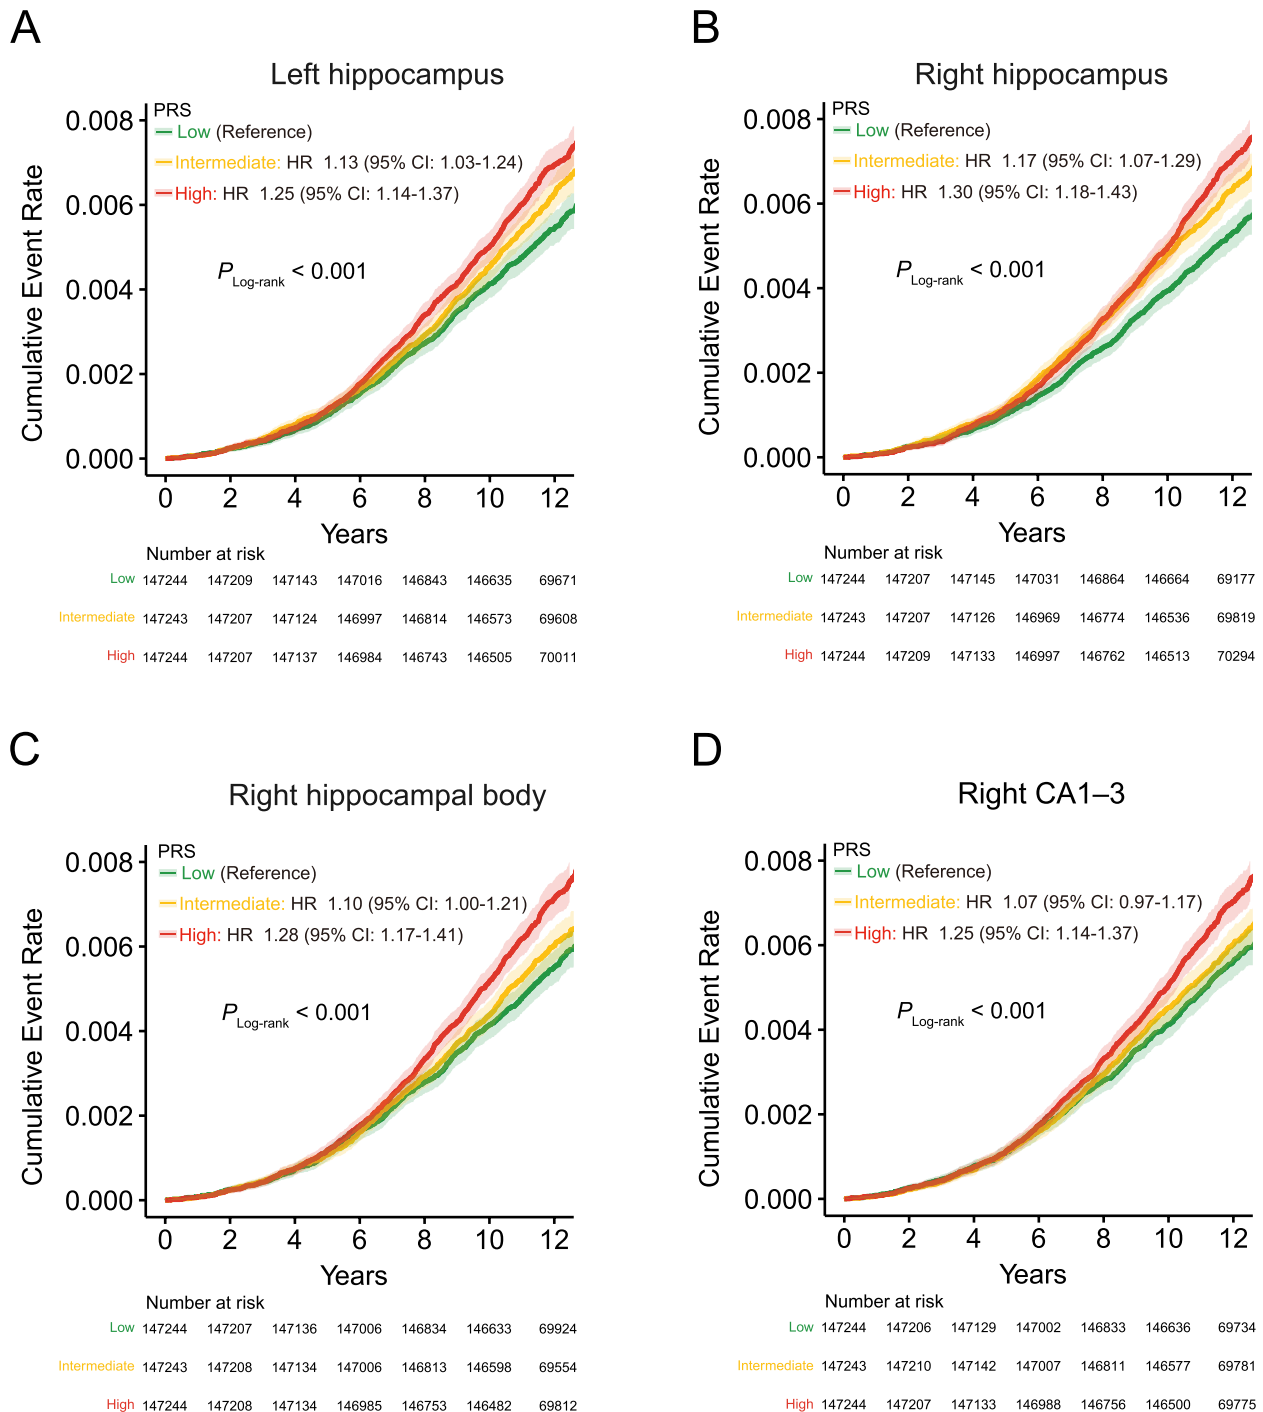 A
Left hippocampus
PRS
Low (Reference)
Intermediate: HR 1.13 (95% CI: 1.03-1.24)
High: HR 1.25 (95% CI: 1.14-1.37)
P Log-rank < 0.001
Cumulative Event Rate
0.008
0.006
0.004
0.002
0.000
0 2 4 6 8 10 12
Years
Number at risk
Low 147244 147209 147143 147016 146843 146635 69671
Intermediate 147243 147207 147124 146997 146814 146573 69608
High 147244 147207 147137 146984 146743 146505 70011
B
Right hippocampus
PRS
Low (Reference)
Intermediate: HR 1.17 (95% CI: 1.07-1.29)
High: HR 1.30 (95% CI: 1.18-1.43)
P Log-rank < 0.001
Cumulative Event Rate
0.008
0.006
0.004
0.002
0.000
0 2 4 6 8 10 12
Years
Number at risk
Low 147244 147207 147145 147031 146864 146664 69177
Intermediate 147243 147207 147126 146969 146774 146536 69819
High 147244 147209 147133 146997 146762 146513 70294
C
Right hippocampal body
PRS
Low (Reference)
Intermediate: HR 1.10 (95% CI: 1.00-1.21)
High: HR 1.28 (95% CI: 1.17-1.41)
P Log-rank < 0.001
Cumulative Event Rate
0.008
0.006
0.004
0.002
0.000
0 2 4 6 8 10 12
Years
Number at risk
Low 147244 147207 147136 147006 146834 146633 69924
Intermediate 147243 147208 147134 147006 146813 146598 69554
High 147244 147208 147134 146985 146753 146482 69812
D
Right CA1–3
PRS
Low (Reference)
Intermediate: HR 1.07 (95% CI: 0.97-1.17)
High: HR 1.25 (95% CI: 1.14-1.37)
P Log-rank < 0.001
Cumulative Event Rate
0.008
0.006
0.004
0.002
0.000
0 2 4 6 8 10 12
Years
Number at risk
Low 147244 147206 147129 147002 146833 146636 69734
Intermediate 147243 147210 147142 147007 146811 146577 69781
High 147244 147207 147133 146988 146756 146500 69775